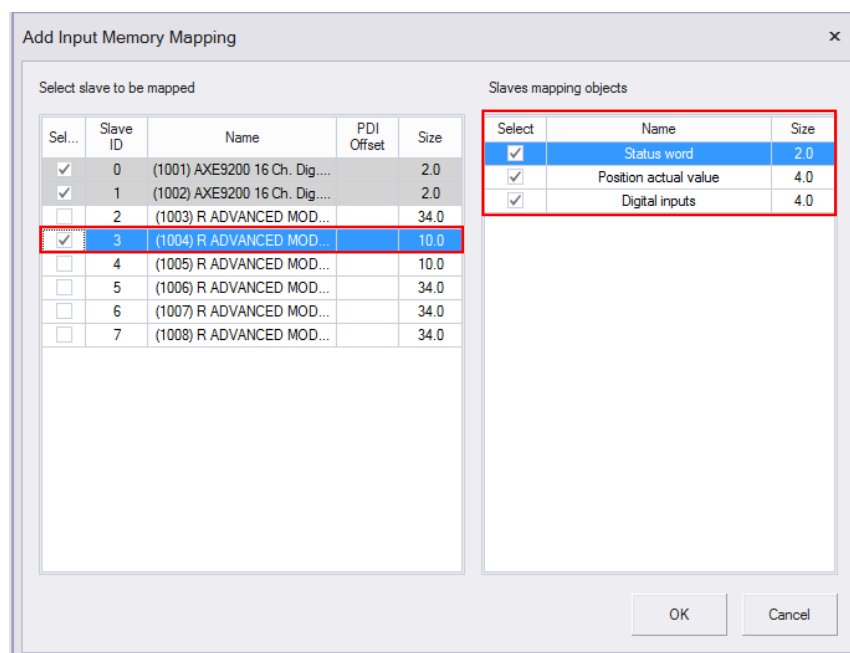 Add Input Memory Mapping ×
Select slave to be mapped
Sel... Slave ID Name PDI Offset Size
0 (1001) AXE9200 16 Ch. Dig.... 2.0
1 (1002) AXE9200 16 Ch. Dig.... 2.0
2 (1003) R ADVANCED MOD... 34.0
3 (1004) R ADVANCED MOD... 10.0
4 (1005) R ADVANCED MOD... 10.0
5 (1006) R ADVANCED MOD... 34.0
6 (1007) R ADVANCED MOD... 34.0
7 (1008) R ADVANCED MOD... 34.0
Slaves mapping objects
Select Name Size
Status word 2.0
Position actual value 4.0
Digital inputs 4.0
OK Cancel